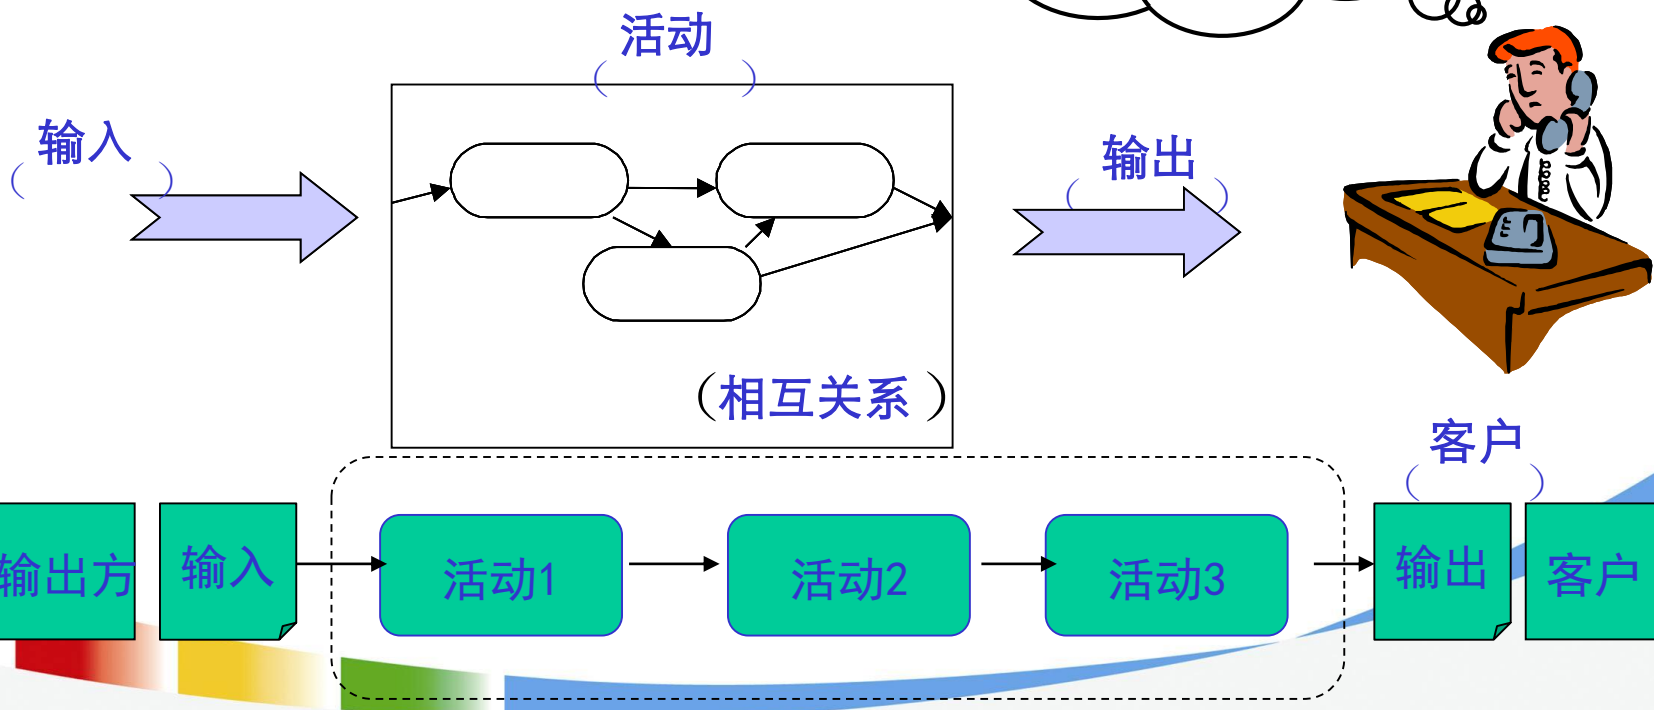 活动
( )
输入
( )
输出
( )
(相互关系 )
客户
( )
输出方
输入
活动1
活动2
活动3
输出
客户